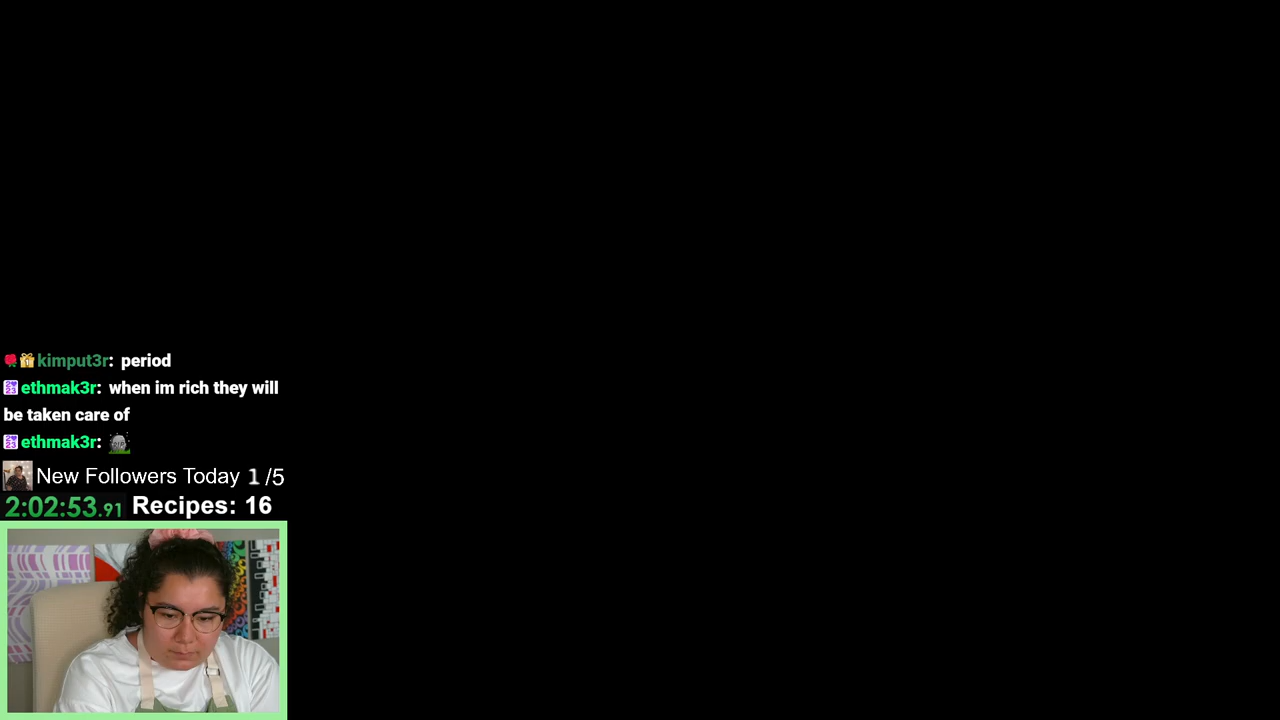 kimput3r: period
ethmak3r: when im rich they will
be taken care of
ethmak3r:
New Followers Today 1 /5
2:02:53.91 Recipes: 16